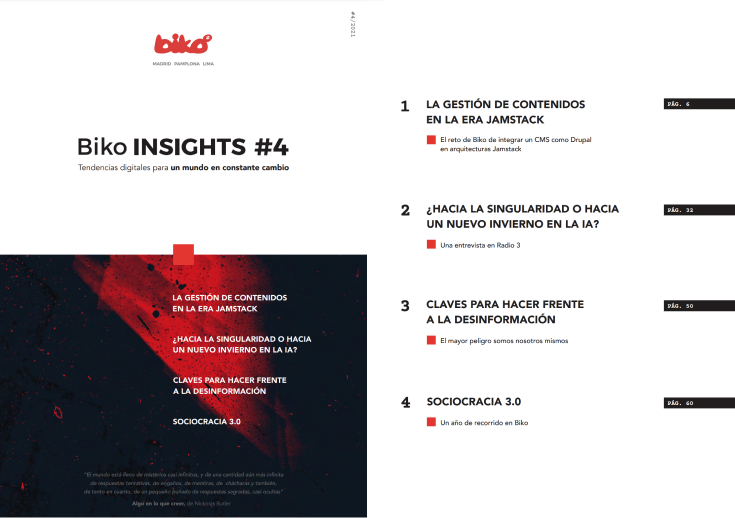 #4/2021
biko2
MADRID PAMPLONA LIMA
Biko INSIGHTS #4
Tendencias digitales para un mundo en constante cambio
LA GESTIÓN DE CONTENIDOS
EN LA ERA JAMSTACK
¿HACIA LA SINGULARIDAD O HACIA
UN NUEVO INVIERNO EN LA IA?
CLAVES PARA HACER FRENTE
A LA DESINFORMACIÓN
SOCIOCRACIA 3.0
"El mundo está lleno de misterios casi infinitos, y de una cantidad aún más infinita
de respuestas tentativas, de engaños, de mentiras, de chácharas y también,
de tanto en cuanto, de un pequeño puñado de respuestas sagradas, casi ocultas"
Algo en lo que creer, de Nickolas Butler
1 LA GESTIÓN DE CONTENIDOS
EN LA ERA JAMSTACK
PÁG. 6
El reto de Biko de integrar un CMS como Drupal
en arquitecturas Jamstack
2 ¿HACIA LA SINGULARIDAD O HACIA
UN NUEVO INVIERNO EN LA IA?
PÁG. 32
Una entrevista en Radio 3
3 CLAVES PARA HACER FRENTE
A LA DESINFORMACIÓN
PÁG. 50
El mayor peligro somos nosotros mismos
4 SOCIOCRACIA 3.0
PÁG. 60
Un año de recorrido en Biko